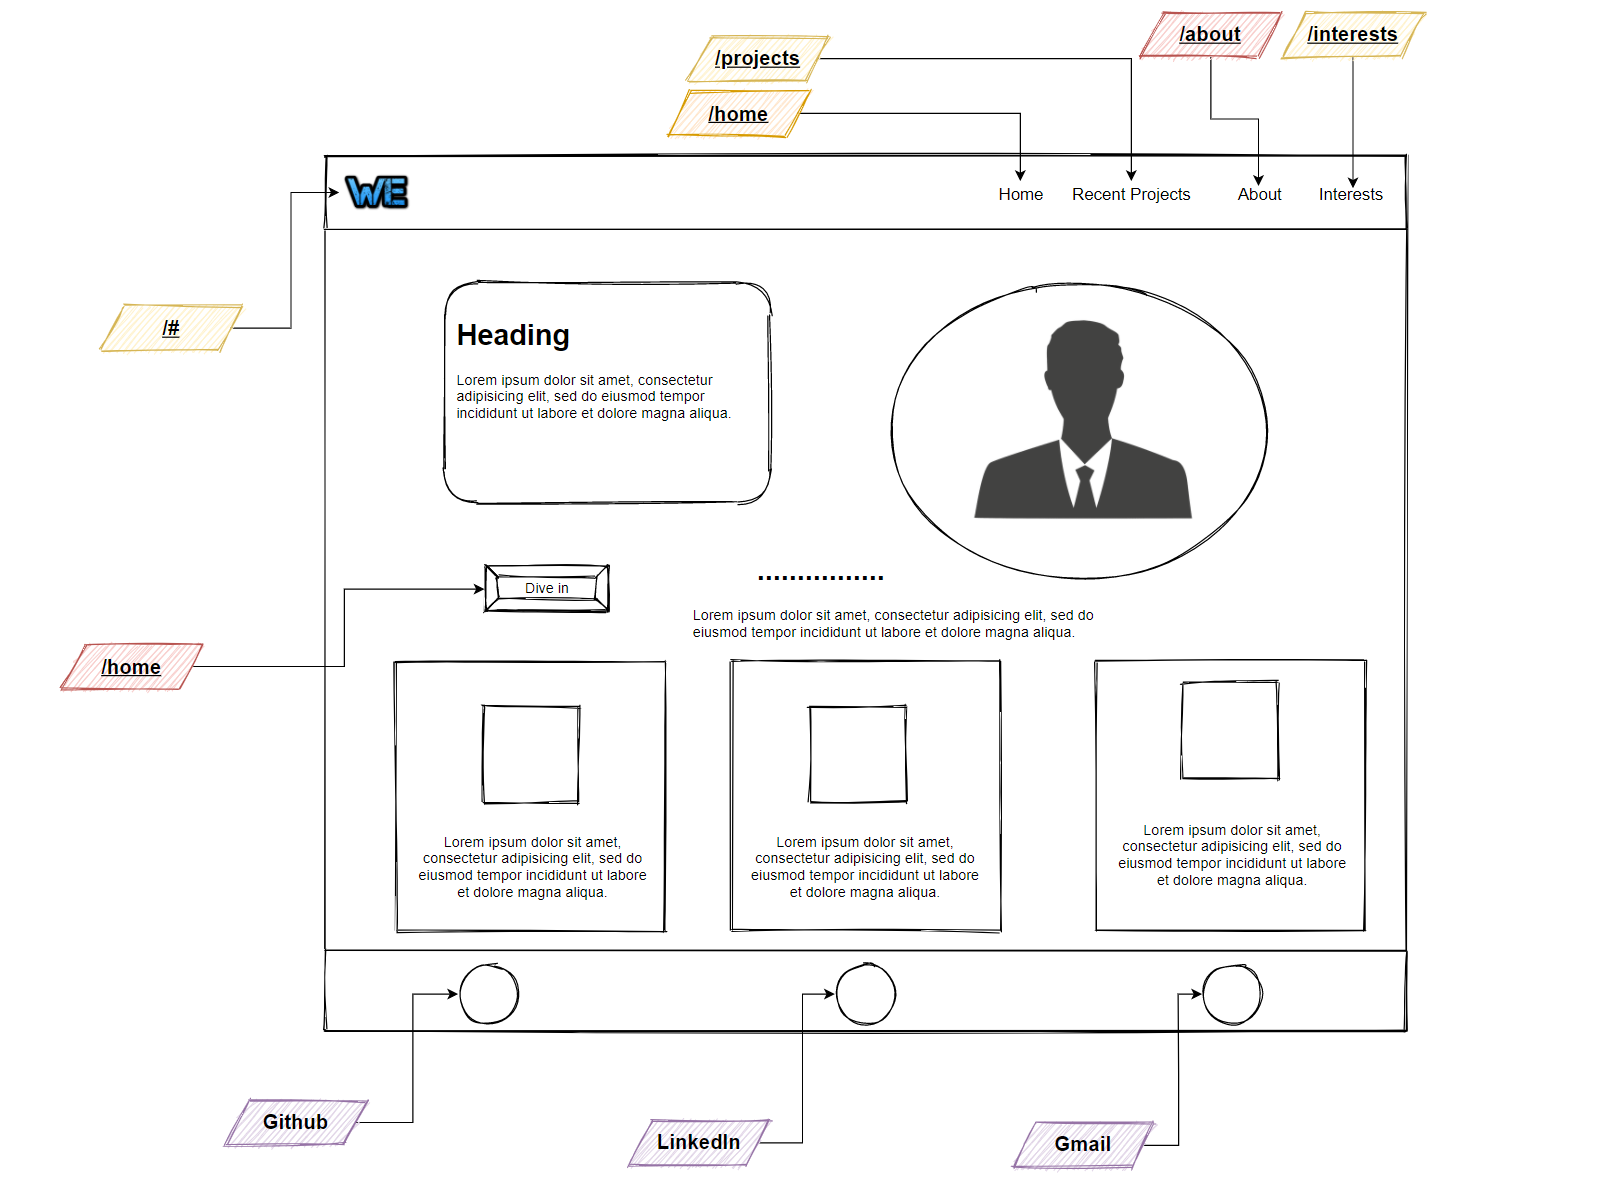 /about
/interests
/projects
/home
WE
Home
Recent Projects
About
Interests
/#
Heading
Lorem ipsum dolor sit amet, consectetur
adipisicing elit, sed do eiusmod tempor
incididunt ut labore et dolore magna aliqua.
Dive in
................
Lorem ipsum dolor sit amet, consectetur adipisicing elit, sed do
eiusmod tempor incididunt ut labore et dolore magna aliqua.
/home
Lorem ipsum dolor sit amet,
consectetur adipisicing elit, sed do
eiusmod tempor incididunt ut labore
et dolore magna aliqua.
Lorem ipsum dolor sit amet,
consectetur adipisicing elit, sed do
eiusmod tempor incididunt ut labore
et dolore magna aliqua.
Lorem ipsum dolor sit amet,
consectetur adipisicing elit, sed do
eiusmod tempor incididunt ut labore
et dolore magna aliqua.
Github
LinkedIn
Gmail